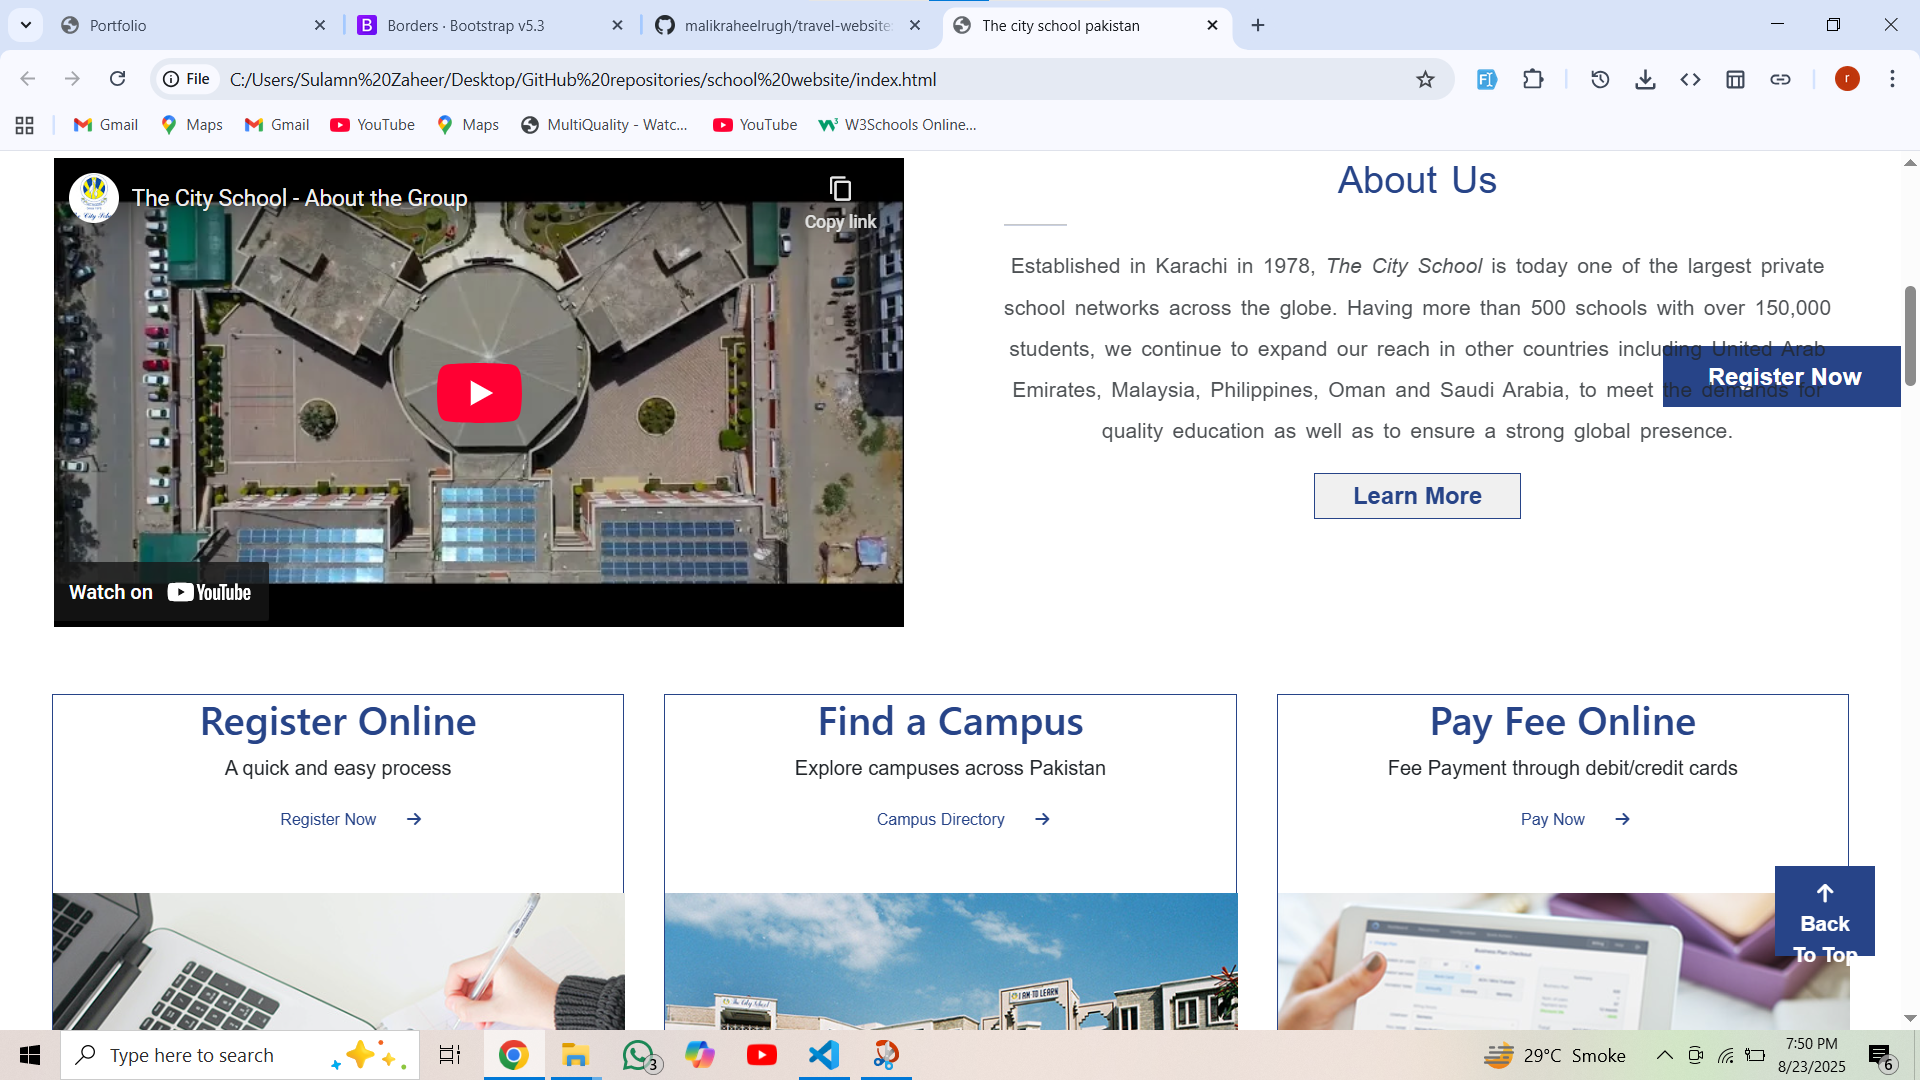 Portfolio
Borders · Bootstrap v5.3
malikraheelrugh/travel-website
The city school pakistan
File
C:/Users/Sulamn%20Zaheer/Desktop/GitHub%20repositories/school%20website/index.html
r
Gmail
Maps
Gmail
YouTube
Maps
MultiQuality - Watc...
YouTube
W3Schools Online...
The City School - About the Group
Copy link
Watch on YouTube
About Us
Established in Karachi in 1978, The City School is today one of the largest private
school networks across the globe. Having more than 500 schools with over 150,000
students, we continue to expand our reach in other countries including United Arab
Emirates, Malaysia, Philippines, Oman and Saudi Arabia, to meet the demands for
quality education as well as to ensure a strong global presence.
Register Now
Learn More
Register Online
A quick and easy process
Register Now
Find a Campus
Explore campuses across Pakistan
Campus Directory
Pay Fee Online
Fee Payment through debit/credit cards
Pay Now
Back
To Top
The City School
I AM TO LEARN
Type here to search
3
29°C Smoke
7:50 PM
8/23/2025
6